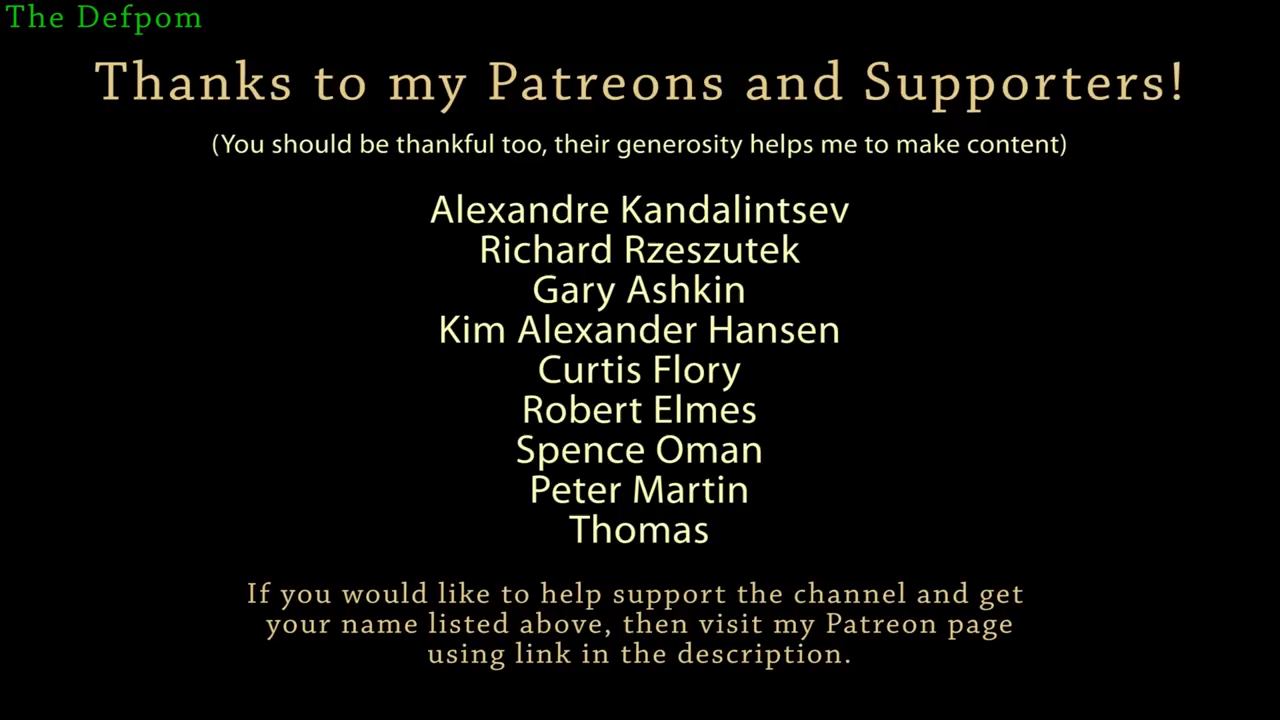 The Defpom
Thanks to my Patreons and Supporters!
(You should be thankful too, their generosity helps me to make content)
Alexandre Kandalintsev
Richard Rzeszutek
Gary Ashkin
Kim Alexander Hansen
Curtis Flory
Robert Elmes
Spence Oman
Peter Martin
Thomas
If you would like to help support the channel and get
your name listed above, then visit my Patreon page
using link in the description.